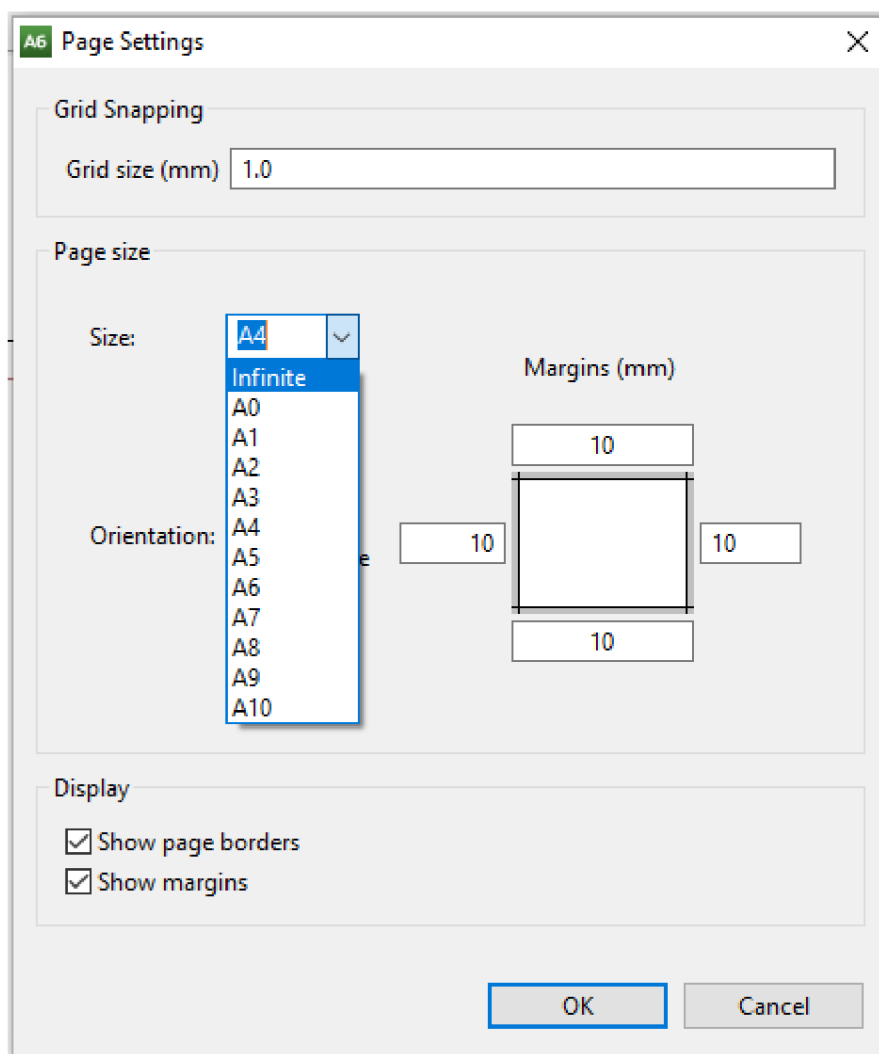 A6 Page Settings
Grid Snapping
Grid size (mm) 1.0
Page size
Size: A4
Infinite
A0
A1
A2
A3
A4
A5
A6
A7
A8
A9
A10
Orientation:
e
Margins (mm)
10
10
10
10
Display
Show page borders
Show margins
OK
Cancel